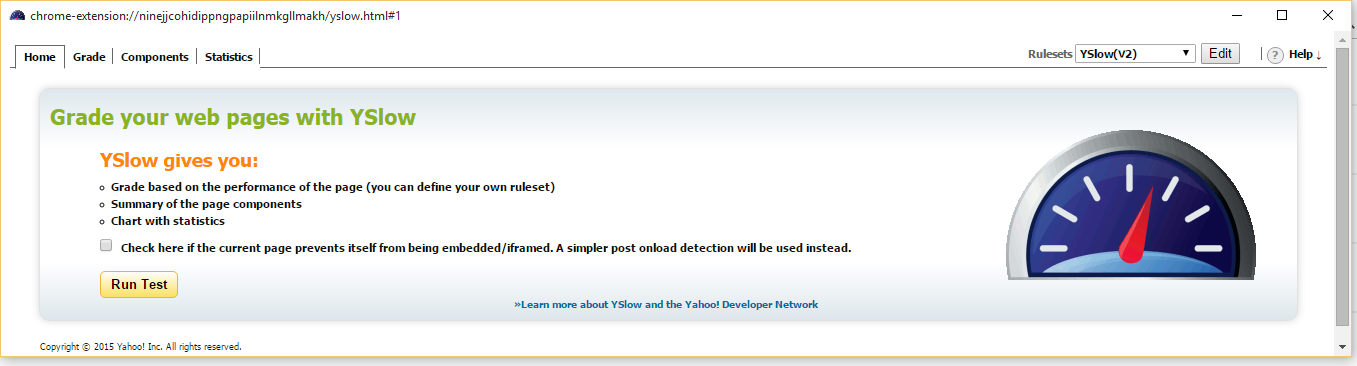 chrome-extension://ninejjcohidippngpapiilnmkgllmakh/yslow.html#1
Home Grade Components Statistics Rulesets YSlow(V2) Edit ? Help ↓
Grade your web pages with YSlow
YSlow gives you:
Grade based on the performance of the page (you can define your own ruleset)
Summary of the page components
Chart with statistics
Check here if the current page prevents itself from being embedded/iframed. A simpler post onload detection will be used instead.
Run Test
»Learn more about YSlow and the Yahoo! Developer Network
Copyright © 2015 Yahoo! Inc. All rights reserved.